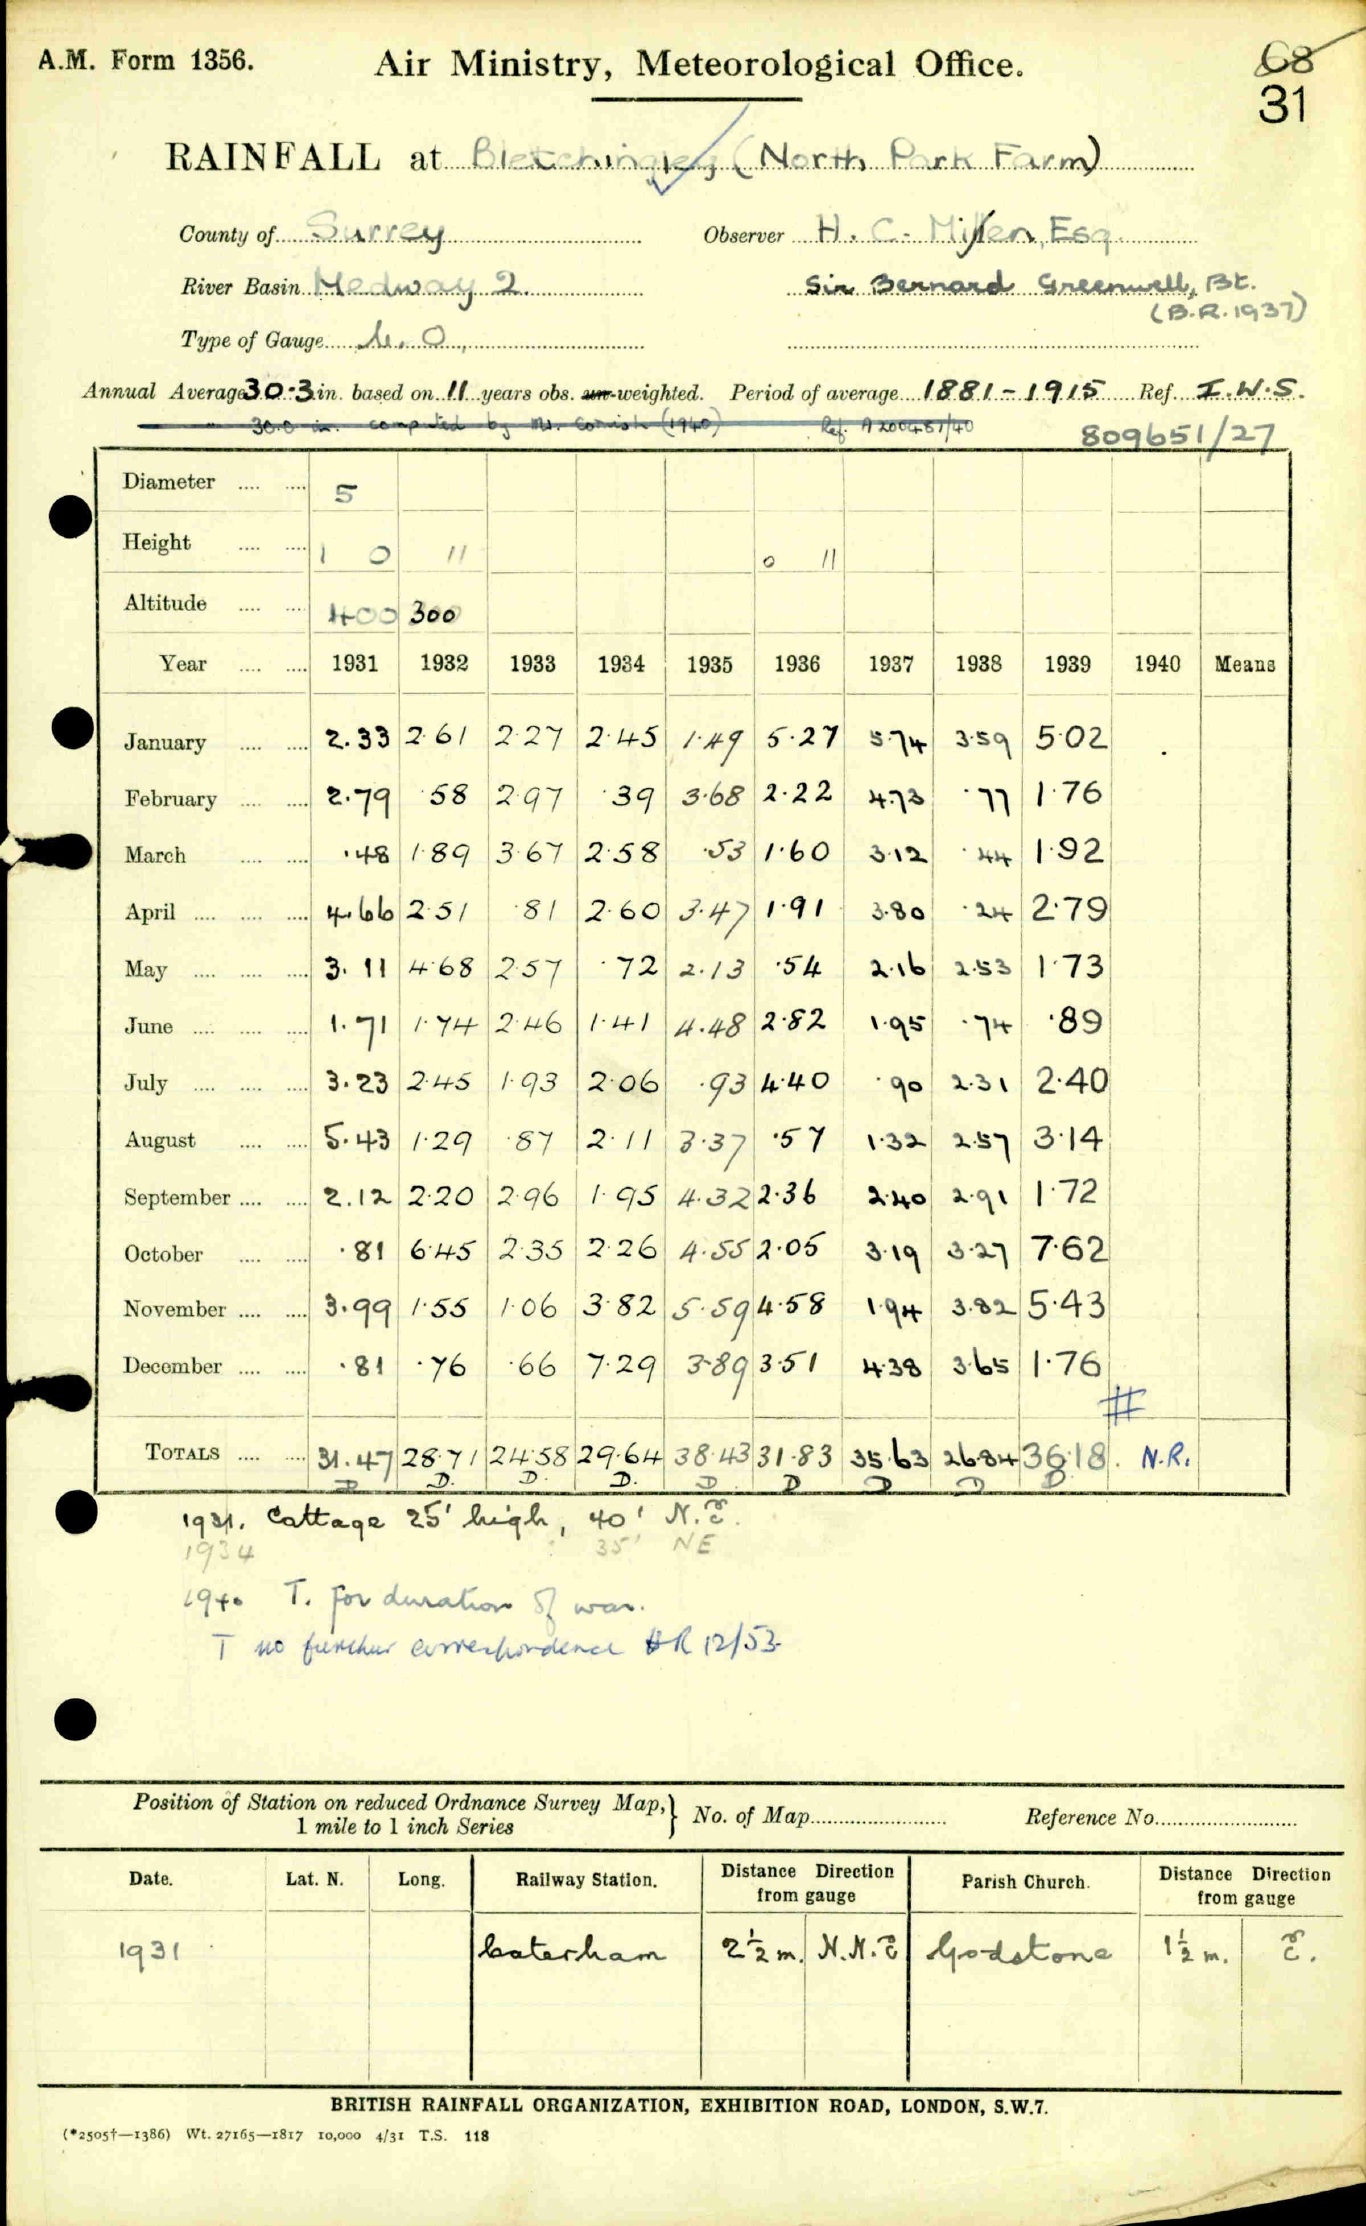 A.M. Form 1356.
Air Ministry, Meteorological Office.
68
31
RAINFALL at Bletchingley (North Park Farm)
County of Surrey Observer H. C. Millen, Esq.
River Basin Medway 2. Sir Bernard Greenwell, Bt.
(B.R. 1937)
Type of Gauge M.O.
Annual Average 30.3 in. based on 11 years obs. un-weighted. Period of average 1881-1915 Ref. I.W.S.
30.0 in. computed by Mr. Cornish (1940) Ref. A200451/40 809651/27
Diameter 5
Height 1 0 11 0 11
Altitude 400 300
Year 1931 1932 1933 1934 1935 1936 1937 1938 1939 1940 Means
January 2.33 2.61 2.27 2.45 1.49 5.27 5.74 3.59 5.02
February 2.79 .58 2.97 .39 3.68 2.22 4.73 .77 1.76
March .48 1.89 3.67 2.58 .53 1.60 3.12 .44 1.92
April 4.66 2.51 .81 2.60 3.47 1.91 3.80 .24 2.79
May 3.11 4.68 2.57 .72 2.13 .54 2.16 2.53 1.73
June 1.71 1.74 2.46 1.41 4.48 2.82 1.95 .74 .89
July 3.23 2.45 1.93 2.06 .93 4.40 .90 2.31 2.40
August 5.43 1.29 .87 2.11 3.37 .57 1.32 2.57 3.14
September 2.12 2.20 2.96 1.95 4.32 2.36 2.40 2.91 1.72
October .81 6.45 2.35 2.26 4.55 2.05 3.19 3.27 7.62
November 3.99 1.55 1.06 3.82 5.59 4.58 1.94 3.82 5.43
December .81 .76 .66 7.29 3.89 3.51 4.38 3.65 1.76
#
TOTALS 31.47 28.71 24.58 29.64 38.43 31.83 35.63 26.84 36.18 N.R.
D D. D. D. D D D D D
1931. Cottage 25' high, 40' N.E.
1934 35' NE
1940 T. for duration of war.
T no further correspondence HR 12/53
Position of Station on reduced Ordnance Survey Map, 1 mile to 1 inch Series } No. of Map Reference No.
Date. Lat. N. Long. Railway Station. Distance Direction from gauge Parish Church. Distance Direction from gauge
1931 Caterham 2½ m. N.N.E Godstone 1½ m. E.
BRITISH RAINFALL ORGANIZATION, EXHIBITION ROAD, LONDON, S.W.7.
(*2505†—1386) Wt. 27165—1817 10,000 4/31 T.S. 118